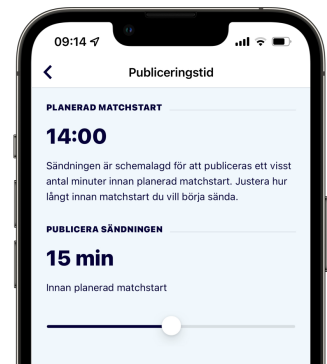 09:14
Publiceringstid
PLANERAD MATCHSTART
14:00
Sändningen är schemalagd för att publiceras ett visst
antal minuter innan planerad matchstart. Justera hur
långt innan matchstart du vill börja sända.
PUBLICERA SÄNDNINGEN
15 min
Innan planerad matchstart